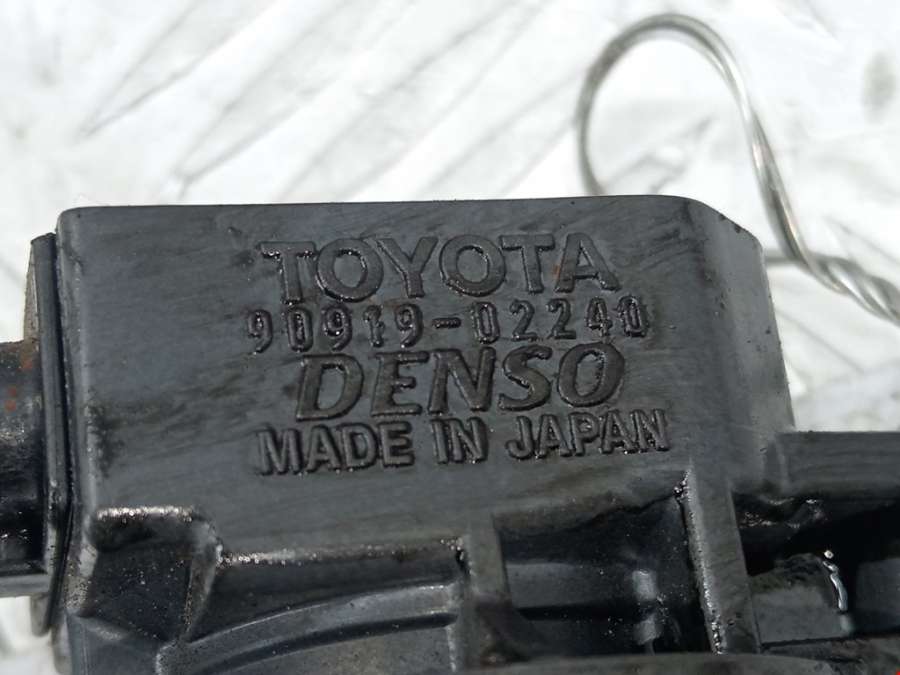 TOYOTA
90919-02240
DENSO
MADE IN JAPAN